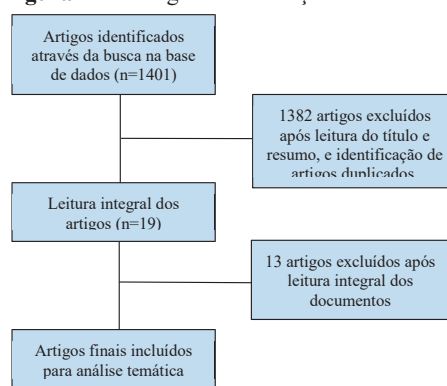 Artigos identificados
através da busca na base
de dados (n=1401)
1382 artigos excluídos
após leitura do título e
resumo, e identificação de
artigos duplicados
Leitura integral dos
artigos (n=19)
13 artigos excluídos após
leitura integral dos
documentos
Artigos finais incluídos
para análise temática